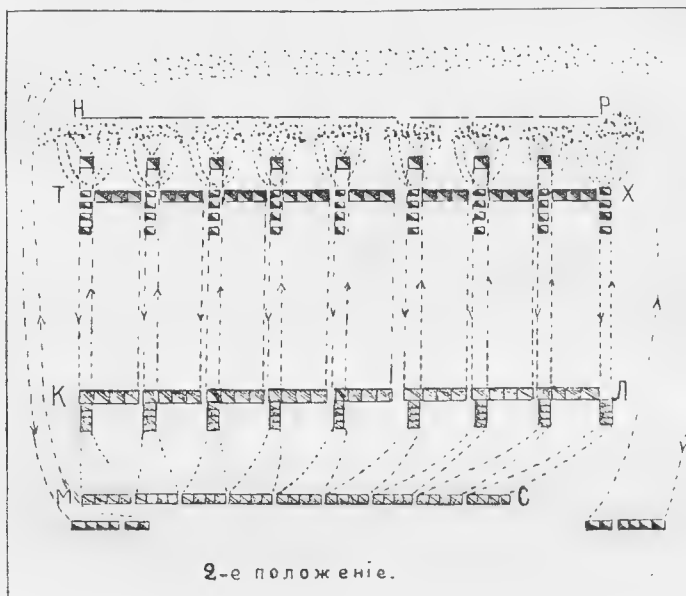 Н Р
Т Х
К Л
М С
2-е положеніе.